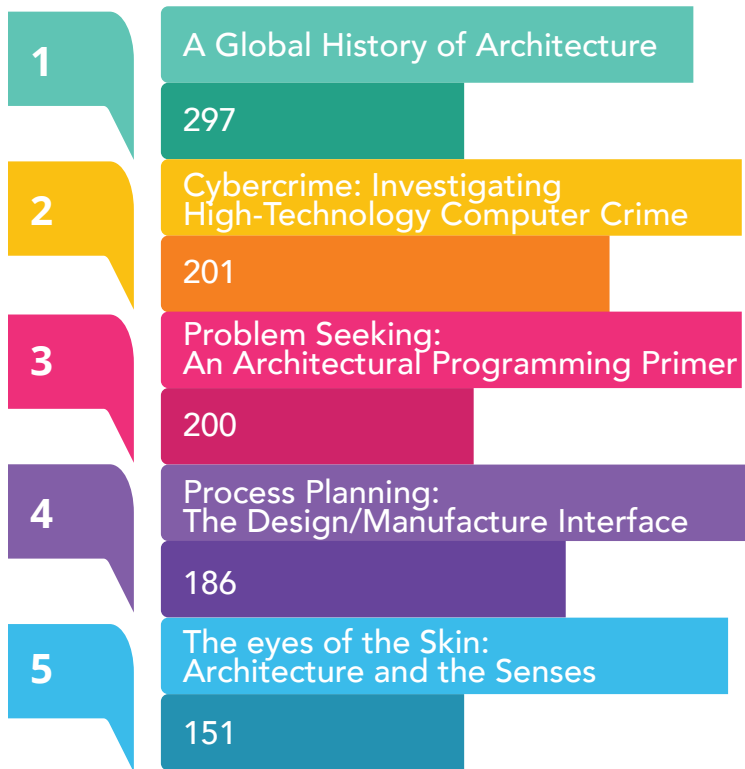 1
A Global History of Architecture
297
2
Cybercrime: Investigating
High-Technology Computer Crime
201
3
Problem Seeking:
An Architectural Programming Primer
200
4
Process Planning:
The Design/Manufacture Interface
186
5
The eyes of the Skin:
Architecture and the Senses
151